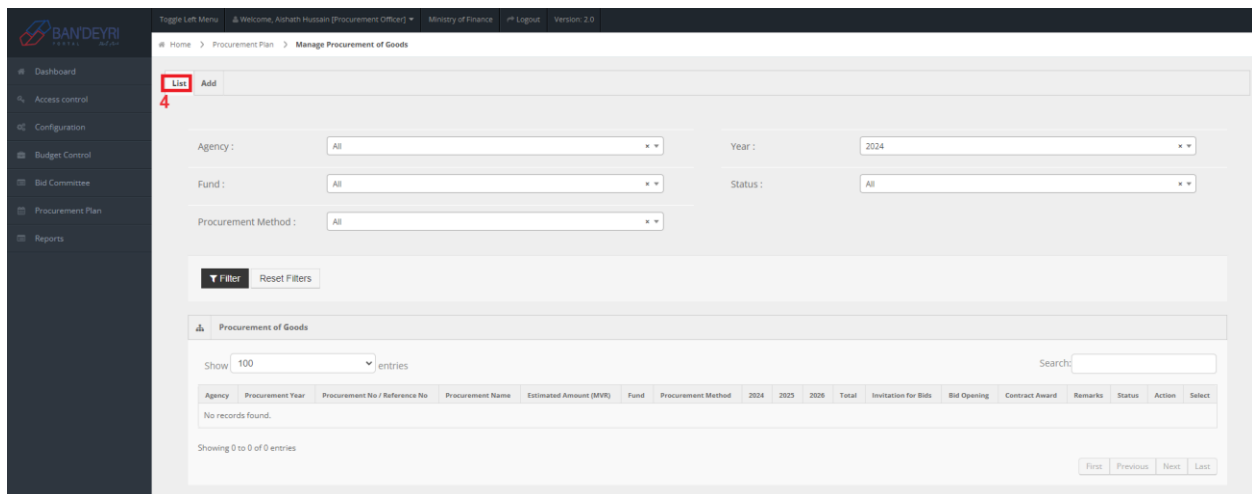 Toggle Left Menu Welcome, Aishath Hussain [Procurement Officer] Ministry of Finance Logout Version: 2.0
BAN'DEYRI
PORTAL
Home > Procurement Plan > Manage Procurement of Goods
Dashboard
Access control
Configuration
Budget Control
Bid Committee
Procurement Plan
Reports
List Add
4
Agency : All × Year : 2024 ×
Fund : All × Status : All ×
Procurement Method : All ×
Filter Reset Filters
Procurement of Goods
Show 100 entries Search:
Agency Procurement Year Procurement No / Reference No Procurement Name Estimated Amount (MVR) Fund Procurement Method 2024 2025 2026 Total Invitation for Bids Bid Opening Contract Award Remarks Status Action Select
No records found.
Showing 0 to 0 of 0 entries
First Previous Next Last